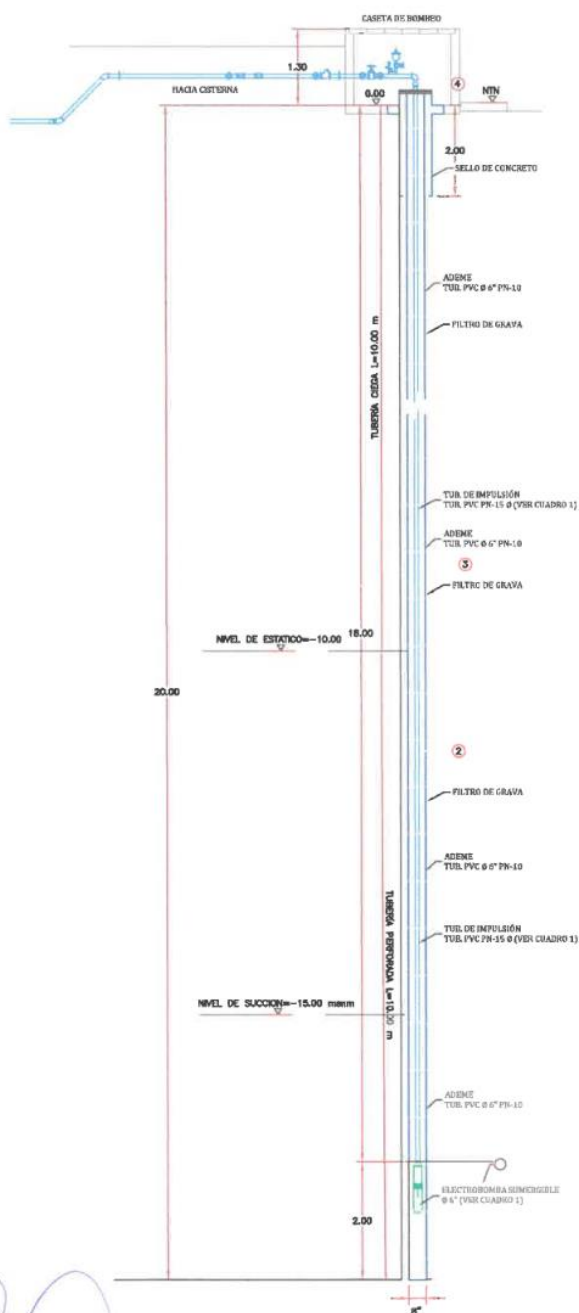 CASETA DE BOMBEO
1.30
HACIA CISTERNA
0.00
4
NTN
2.00
SELLO DE CONCRETO
ADEME
TUB. PVC Ø 6" PN-10
FILTRO DE GRAVA
TUBERÍA CIEGA L=10.00 m
TUB. DE IMPULSIÓN
TUB. PVC PN-15 Ø (VER CUADRO 1)
ADEME
TUB. PVC Ø 6" PN-10
3
FILTRO DE GRAVA
NIVEL DE ESTATICO=-10.00
18.00
20.00
2
FILTRO DE GRAVA
ADEME
TUB. PVC Ø 6" PN-10
TUB. DE IMPULSIÓN
TUB. PVC PN-15 Ø (VER CUADRO 1)
TUBERÍA PERFORADA L=10.00 m
NIVEL DE SUCCION=-15.00 msnm
ADEME
TUB. PVC Ø 6" PN-10
ELECTROBOMBA SUMERGIBLE
Ø 6" (VER CUADRO 1)
2.00
8"